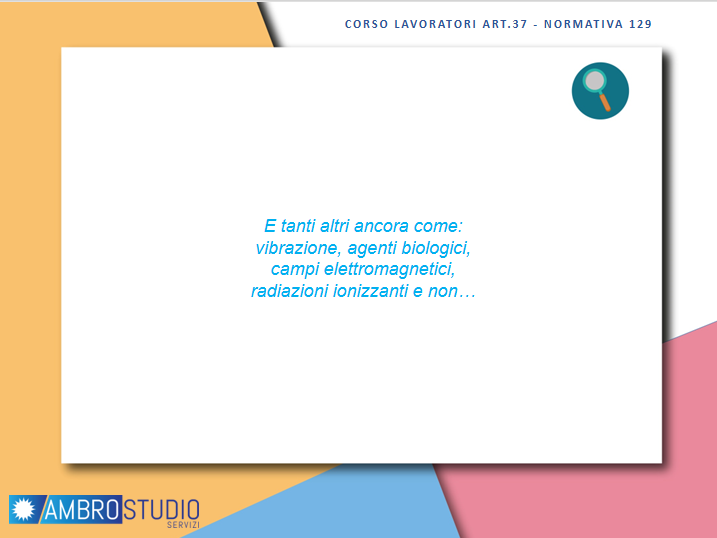 CORSO LAVORATORI ART.37 - NORMATIVA 129
E tanti altri ancora come:
vibrazione, agenti biologici,
campi elettromagnetici,
radiazioni ionizzanti e non…
AMBROSTUDIO
SERVIZI